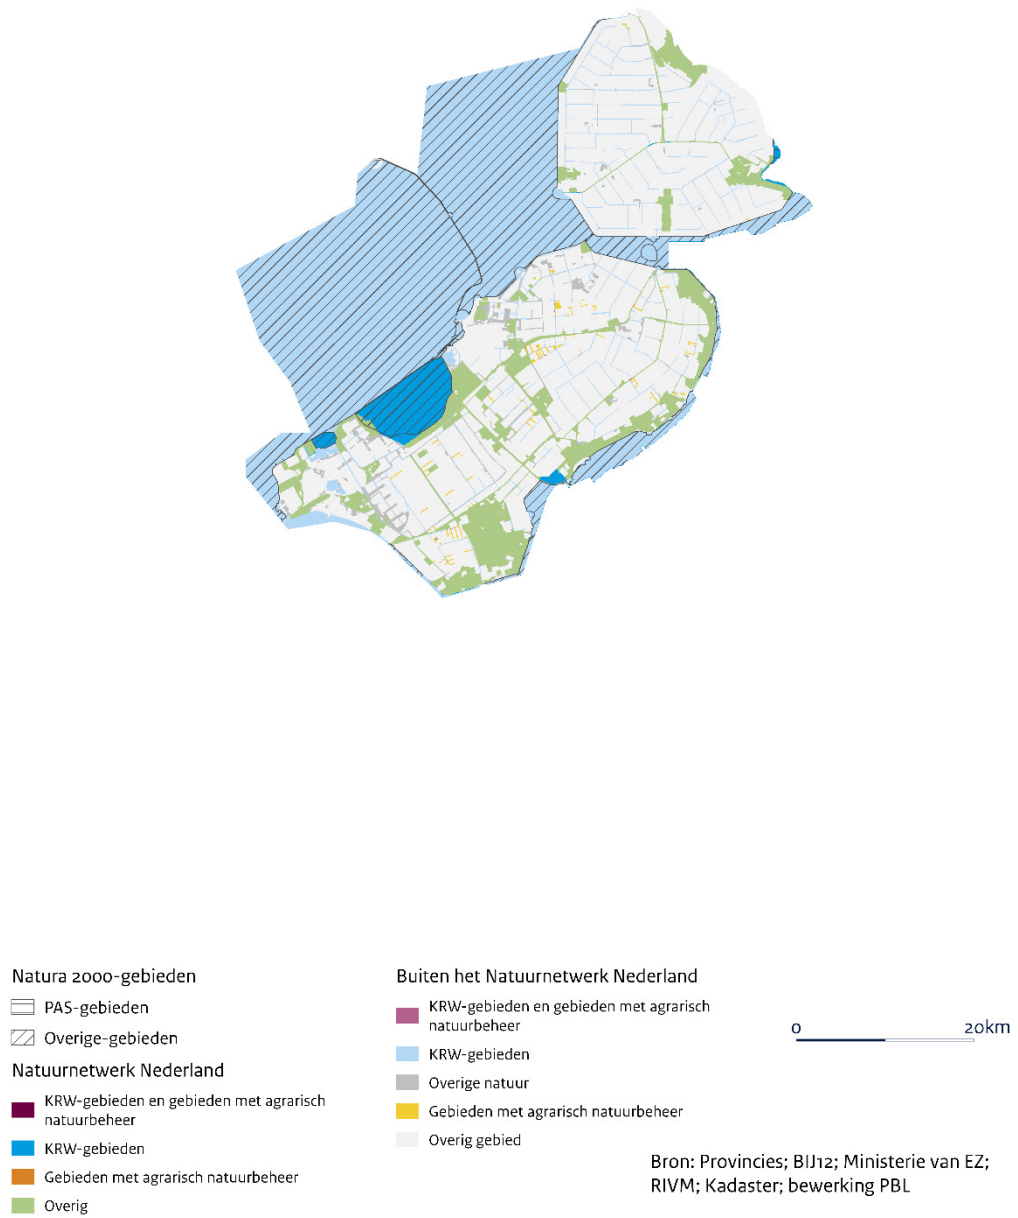 Natura 2000-gebieden
PAS-gebieden
Overige-gebieden
Natuurnetwerk Nederland
KRW-gebieden en gebieden met agrarisch
natuurbeheer
KRW-gebieden
Gebieden met agrarisch natuurbeheer
Overig
Buiten het Natuurnetwerk Nederland
KRW-gebieden en gebieden met agrarisch
natuurbeheer
KRW-gebieden
Overige natuur
Gebieden met agrarisch natuurbeheer
Overig gebied
0 20km
Bron: Provincies; BIJ12; Ministerie van EZ;
RIVM; Kadaster; bewerking PBL